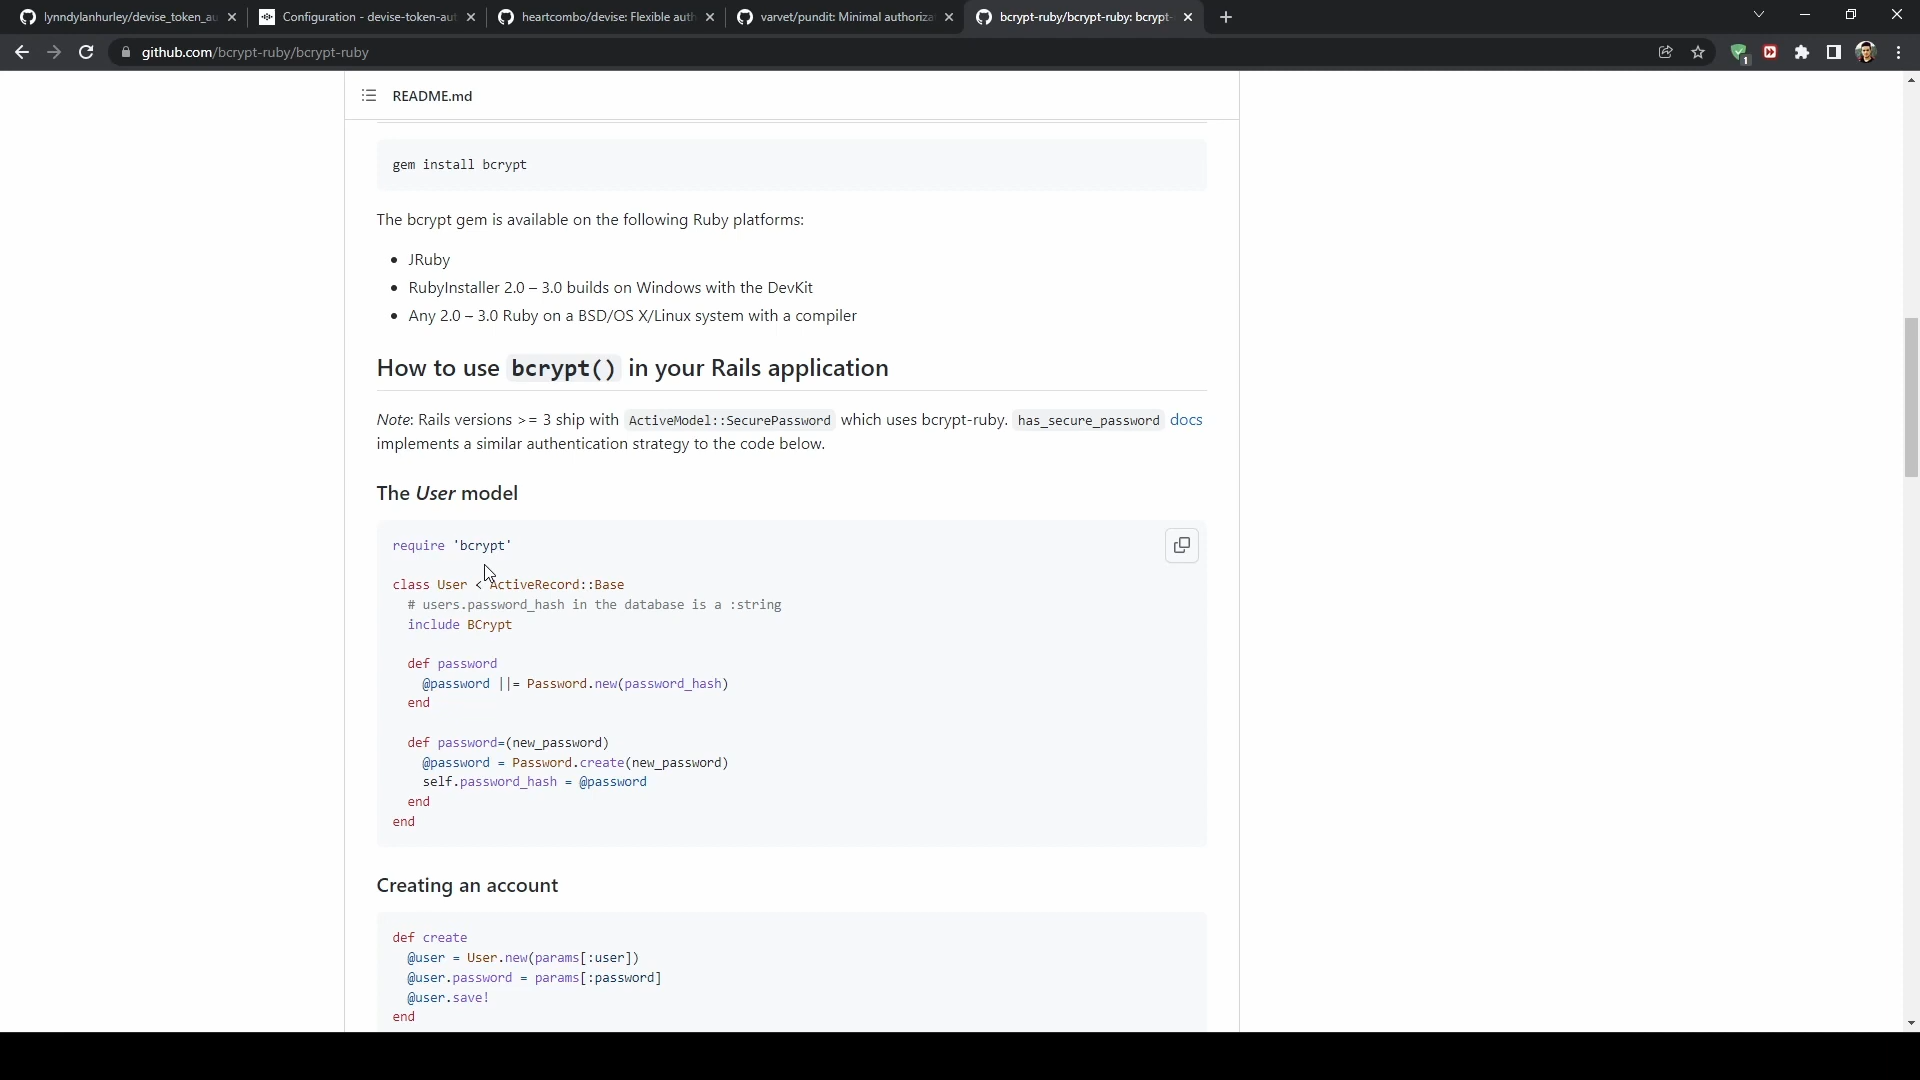 lynndylanhurley/devise_token_au
Configuration - devise-token-aut
heartcombo/devise: Flexible auth
varvet/pundit: Minimal authoriza
bcrypt-ruby/bcrypt-ruby: bcrypt-
github.com/bcrypt-ruby/bcrypt-ruby
1
README.md
gem install bcrypt
The bcrypt gem is available on the following Ruby platforms:
JRuby
RubyInstaller 2.0 – 3.0 builds on Windows with the DevKit
Any 2.0 – 3.0 Ruby on a BSD/OS X/Linux system with a compiler
How to use bcrypt() in your Rails application
Note: Rails versions >= 3 ship with ActiveModel::SecurePassword which uses bcrypt-ruby. has_secure_password docs
implements a similar authentication strategy to the code below.
The User model
require 'bcrypt'
class User < ActiveRecord::Base
# users.password_hash in the database is a :string
include BCrypt
def password
@password ||= Password.new(password_hash)
end
def password=(new_password)
@password = Password.create(new_password)
self.password_hash = @password
end
end
Creating an account
def create
@user = User.new(params[:user])
@user.password = params[:password]
@user.save!
end